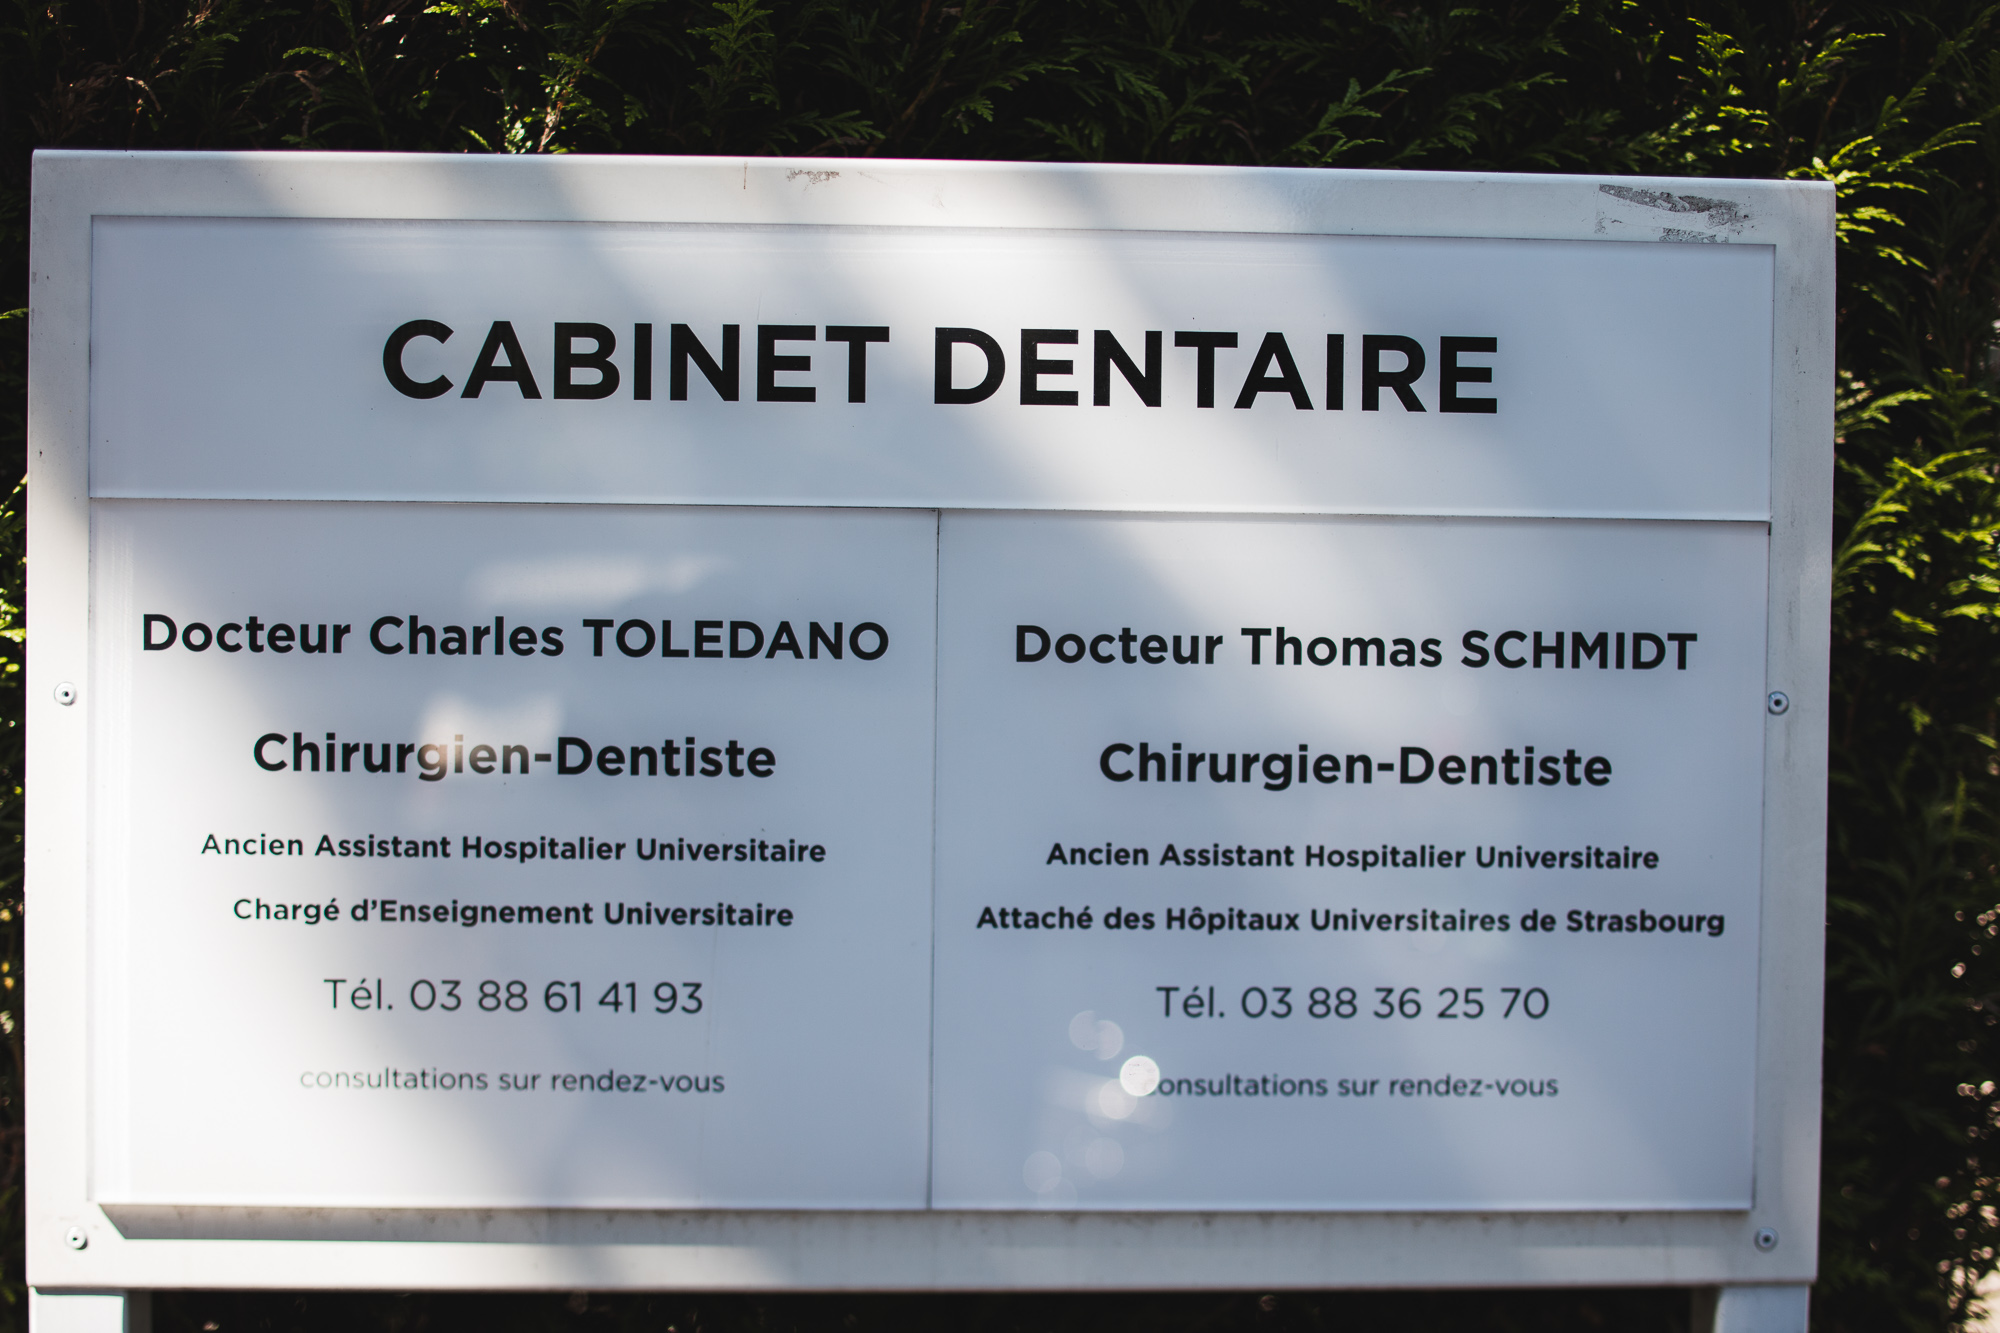 CABINET DENTAIRE
Docteur Charles TOLEDANO
Chirurgien-Dentiste
Ancien Assistant Hospitalier Universitaire
Chargé d'Enseignement Universitaire
Tél. 03 88 61 41 93
consultations sur rendez-vous
Docteur Thomas SCHMIDT
Chirurgien-Dentiste
Ancien Assistant Hospitalier Universitaire
Attaché des Hôpitaux Universitaires de Strasbourg
Tél. 03 88 36 25 70
consultations sur rendez-vous